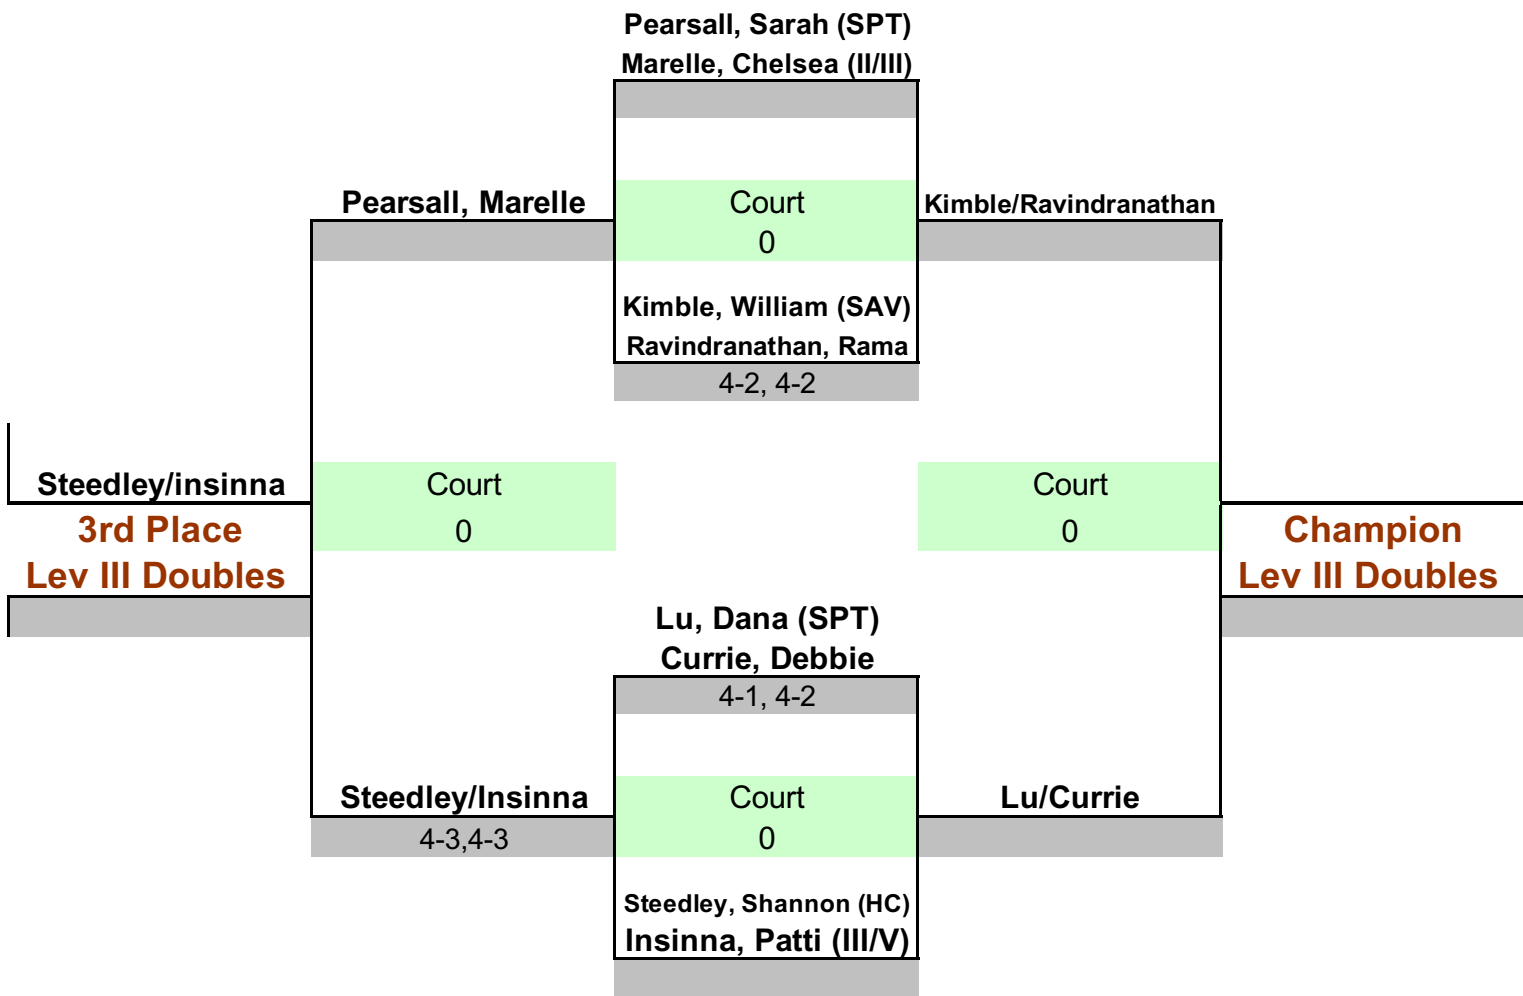 Pearsall, Sarah (SPT)
Marelle, Chelsea (II/III)
Pearsall, Marelle
Court
0
Kimble/Ravindranathan
Kimble, William (SAV)
Ravindranathan, Rama
4-2, 4-2
Steedley/insinna
3rd Place
Lev III Doubles
Court
0
Court
0
Champion
Lev III Doubles
Lu, Dana (SPT)
Currie, Debbie
4-1, 4-2
Steedley/Insinna
4-3,4-3
Court
0
Lu/Currie
Steedley, Shannon (HC)
Insinna, Patti (III/V)